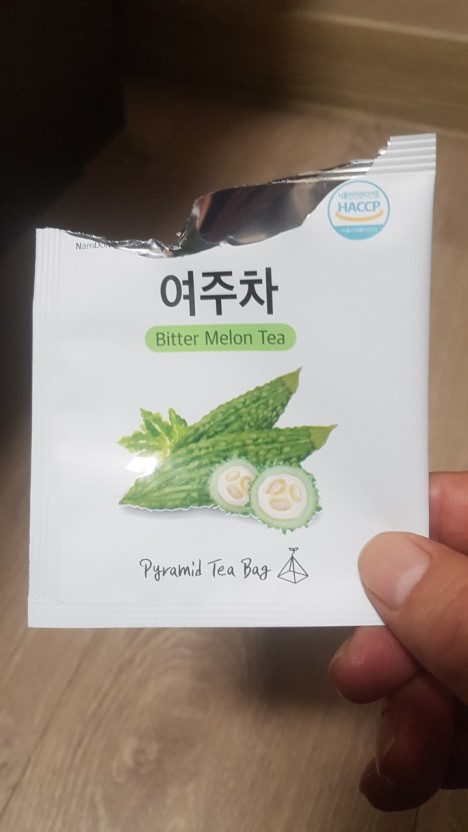 HACCP
여주차
Bitter Melon Tea
Pyramid Tea Bag